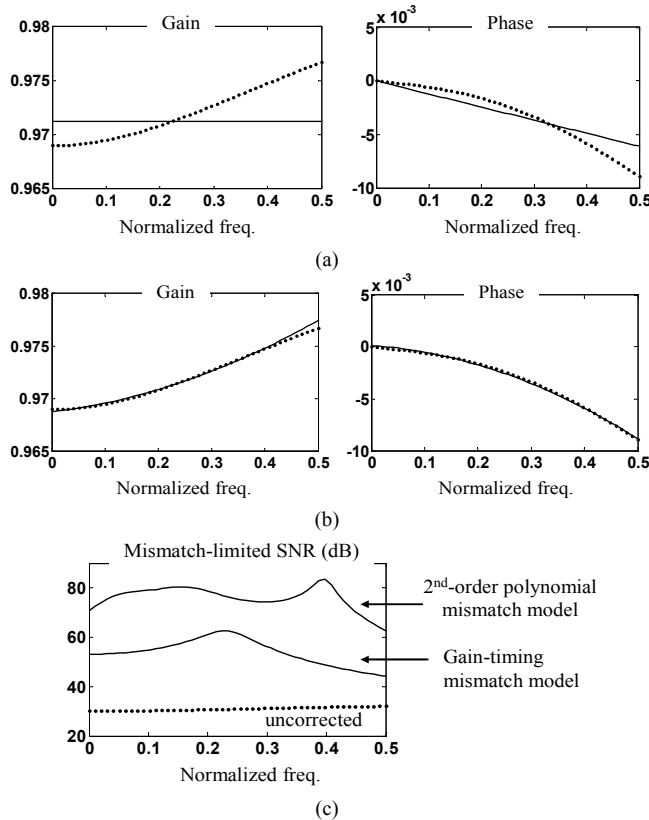 Gain
Phase
0.98
0.975
0.97
0.965
0 0.1 0.2 0.3 0.4 0.5
Normalized freq.
x 10-3
5
0
-5
-10
0 0.1 0.2 0.3 0.4 0.5
Normalized freq.
(a)
Gain
Phase
0.98
0.975
0.97
0.965
0 0.1 0.2 0.3 0.4 0.5
Normalized freq.
x 10-3
5
0
-5
-10
0 0.1 0.2 0.3 0.4 0.5
Normalized freq.
(b)
Mismatch-limited SNR (dB)
80
60
40
20
2nd-order polynomial
mismatch model
Gain-timing
mismatch model
uncorrected
0 0.1 0.2 0.3 0.4 0.5
Normalized freq.
(c)